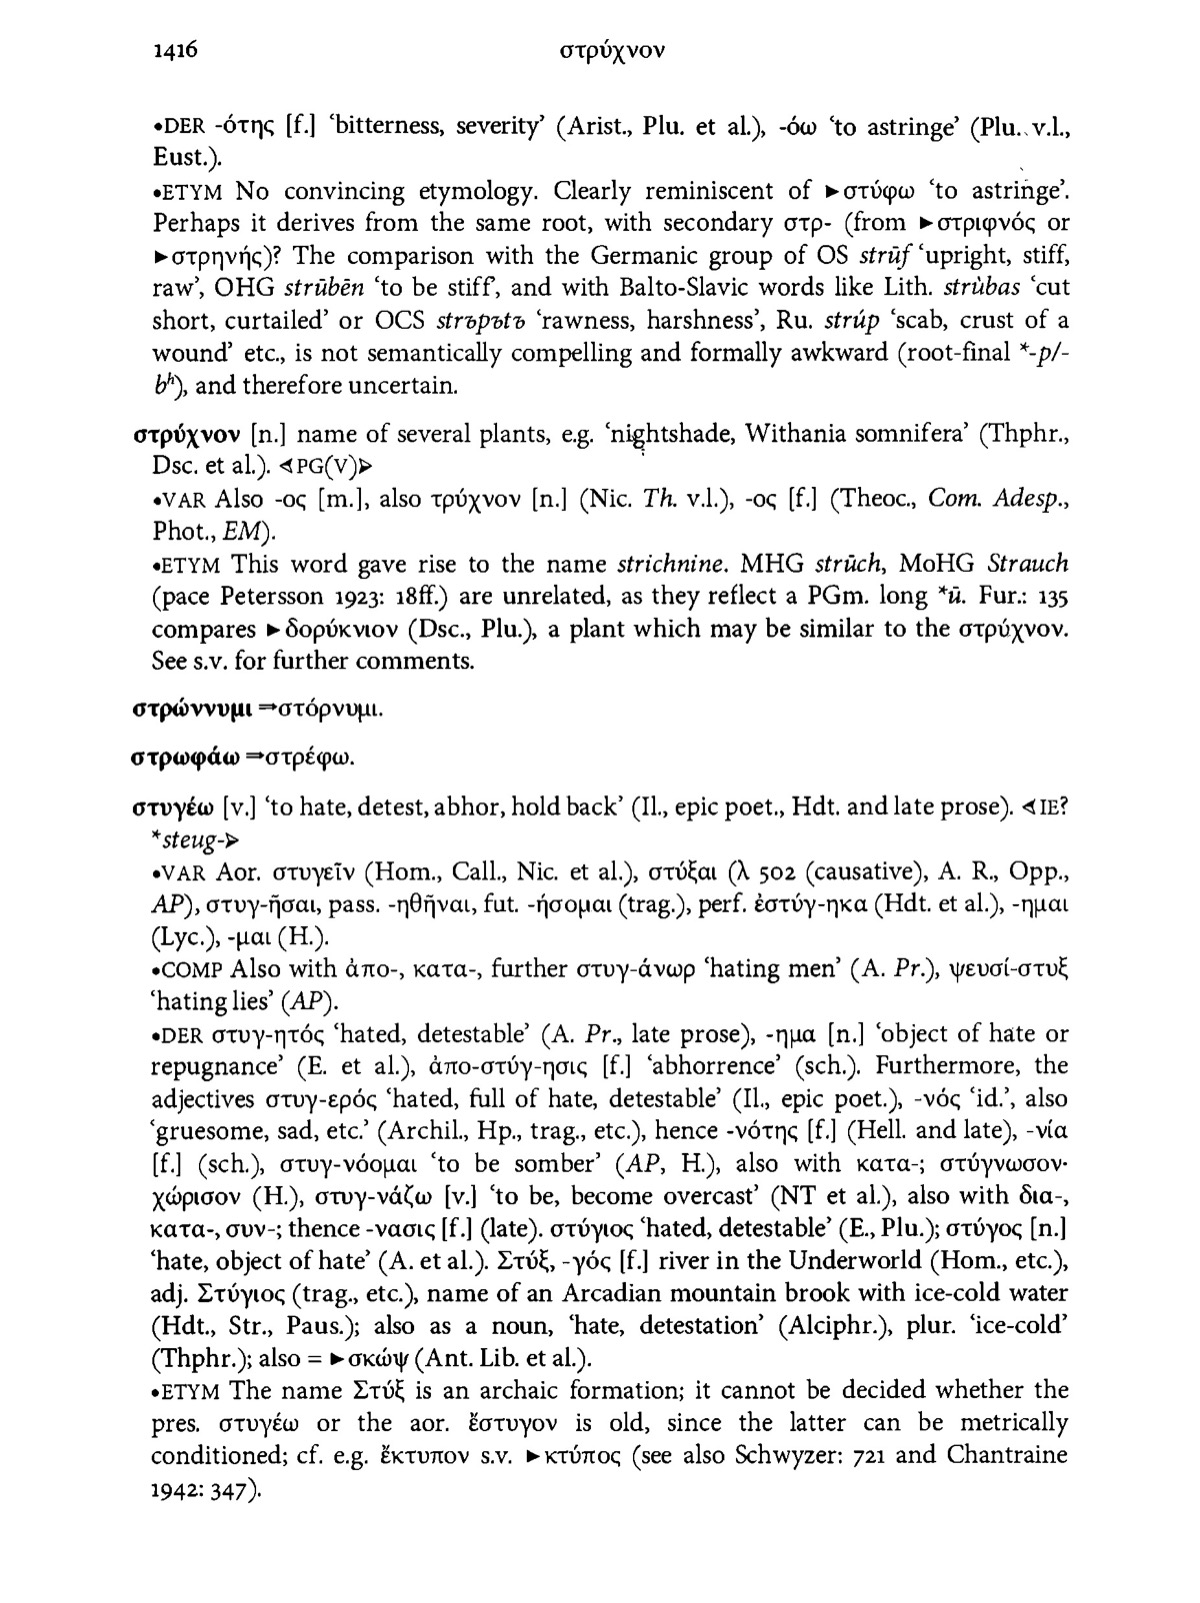 1416
στρύχνον
•DER -ότης [f.] ‘bitterness, severity’ (Arist., Plu. et al.), -όω ‘to astringe’ (Plu. v.l.,
Eust.).
•ETYM No convincing etymology. Clearly reminiscent of ►στύφω ‘to astringe’.
Perhaps it derives from the same root, with secondary στρ- (from ►στριφνός or
►στρηνής)? The comparison with the Germanic group of OS strūf ‘upright, stiff,
raw’, OHG strūbēn ‘to be stiff’, and with Balto-Slavic words like Lith. strùbas ‘cut
short, curtailed’ or OCS strъpъtъ ‘rawness, harshness’, Ru. strúp ‘scab, crust of a
wound’ etc., is not semantically compelling and formally awkward (root-final *-p/-
bʰ), and therefore uncertain.
στρύχνον [n.] name of several plants, e.g. ‘nightshade, Withania somnifera’ (Thphr.,
Dsc. et al.). ⋖PG(V)⋗
•VAR Also -ος [m.], also τρύχνον [n.] (Nic. Th. v.l.), -ος [f.] (Theoc., Com. Adesp.,
Phot., EM).
•ETYM This word gave rise to the name strichnine. MHG strūch, MoHG Strauch
(pace Petersson 1923: 18ff.) are unrelated, as they reflect a PGm. long *ū. Fur.: 135
compares ►δορύκνιον (Dsc., Plu.), a plant which may be similar to the στρύχνον.
See s.v. for further comments.
στρώννυμι ⇒στόρνυμι.
στρωφάω ⇒στρέφω.
στυγέω [v.] ‘to hate, detest, abhor, hold back’ (Il., epic poet., Hdt. and late prose). ⋖IE?
*steug-⋗
•VAR Aor. στυγεῖν (Hom., Call., Nic. et al.), στύξαι (λ 502 (causative), A. R., Opp.,
AP), στυγ-ῆσαι, pass. -ηθῆναι, fut. -ήσομαι (trag.), perf. ἐστύγ-ηκα (Hdt. et al.), -ημαι
(Lyc.), -μαι (H.).
•COMP Also with ἀπο-, κατα-, further στυγ-άνωρ ‘hating men’ (A. Pr.), ψευσί-στυξ
‘hating lies’ (AP).
•DER στυγ-ητός ‘hated, detestable’ (A. Pr., late prose), -ημα [n.] ‘object of hate or
repugnance’ (E. et al.), ἀπο-στύγ-ησις [f.] ‘abhorrence’ (sch.). Furthermore, the
adjectives στυγ-ερός ‘hated, full of hate, detestable’ (Il., epic poet.), -νός ‘id.’, also
‘gruesome, sad, etc.’ (Archil., Hp., trag., etc.), hence -νότης [f.] (Hell. and late), -νία
[f.] (sch.), στυγ-νόομαι ‘to be somber’ (AP, H.), also with κατα-; στύγνωσον·
χώρισον (H.), στυγ-νάζω [v.] ‘to be, become overcast’ (NT et al.), also with δια-,
κατα-, συν-; thence -νασις [f.] (late). στύγιος ‘hated, detestable’ (E., Plu.); στύγος [n.]
‘hate, object of hate’ (A. et al.). Στύξ, -γός [f.] river in the Underworld (Hom., etc.),
adj. Στύγιος (trag., etc.), name of an Arcadian mountain brook with ice-cold water
(Hdt., Str., Paus.); also as a noun, ‘hate, detestation’ (Alciphr.), plur. ‘ice-cold’
(Thphr.); also = ►σκώψ (Ant. Lib. et al.).
•ETYM The name Στύξ is an archaic formation; it cannot be decided whether the
pres. στυγέω or the aor. ἔστυγον is old, since the latter can be metrically
conditioned; cf. e.g. ἔκτυπον s.v. ►κτύπος (see also Schwyzer: 721 and Chantraine
1942: 347).